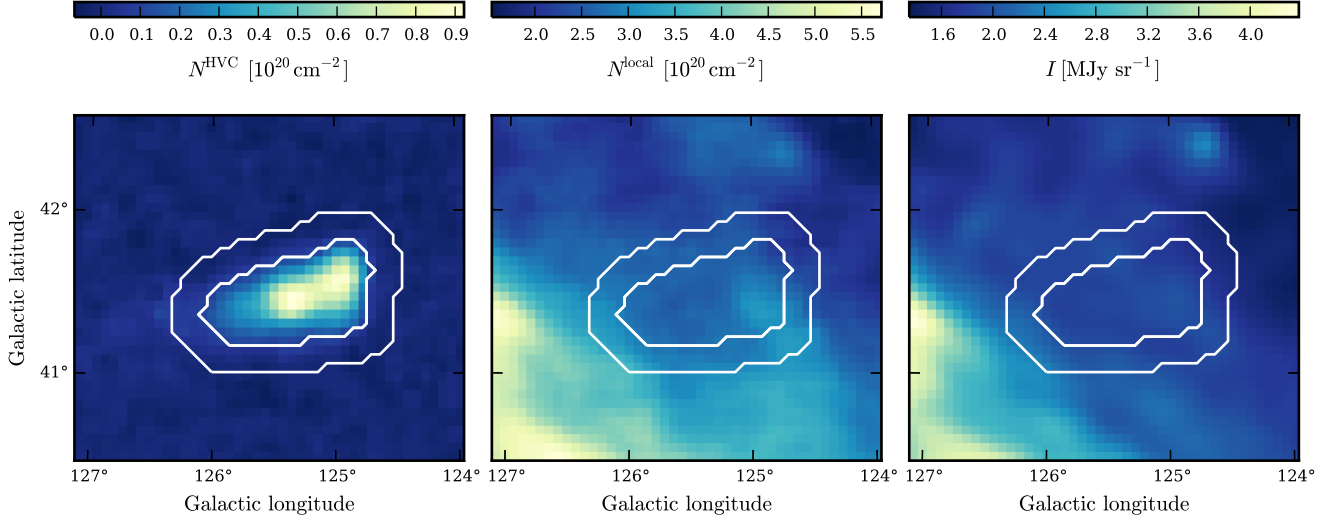 0.0 0.1 0.2 0.3 0.4 0.5 0.6 0.7 0.8 0.9
N^HVC [10^20 cm^−2]
2.0 2.5 3.0 3.5 4.0 4.5 5.0 5.5
N^local [10^20 cm^−2]
1.6 2.0 2.4 2.8 3.2 3.6 4.0
I [MJy sr^−1]
Galactic latitude
42°
41°
127° 126° 125° 124°
Galactic longitude
127° 126° 125° 124°
Galactic longitude
127° 126° 125° 124°
Galactic longitude